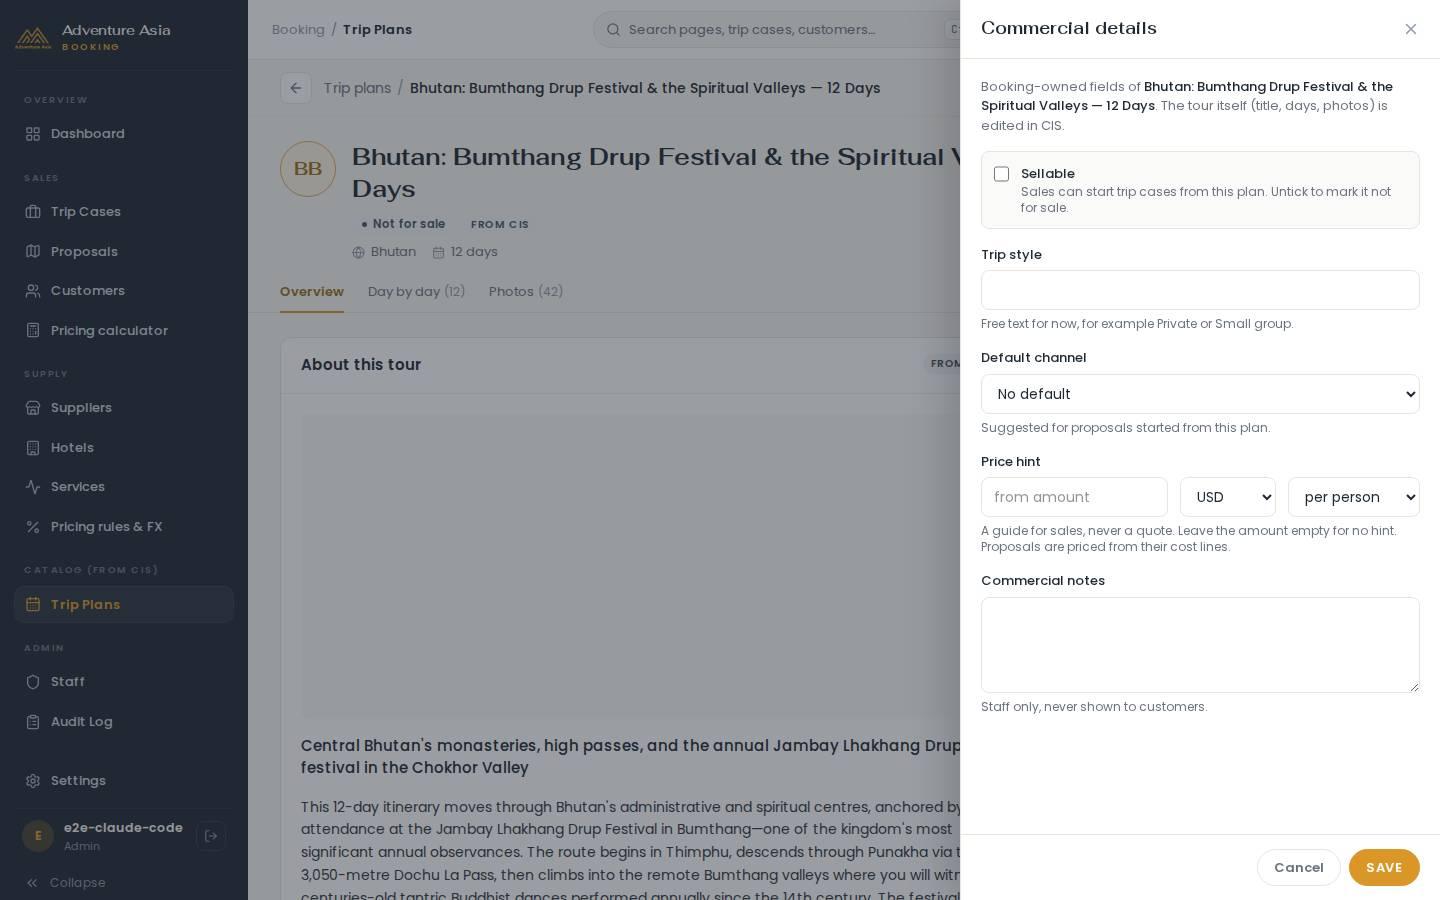 Adventure Asia
BOOKING
OVERVIEW
Dashboard
SALES
Trip Cases
Proposals
Customers
Pricing calculator
SUPPLY
Suppliers
Hotels
Services
Pricing rules & FX
CATALOG (FROM CIS)
Trip Plans
ADMIN
Staff
Audit Log
Settings
E
e2e-claude-code
Admin
Collapse
Booking / Trip Plans
Search pages, trip cases, customers…
Trip plans / Bhutan: Bumthang Drup Festival & the Spiritual Valleys — 12 Days
BB
Bhutan: Bumthang Drup Festival & the Spiritual
Days
Not for sale
FROM CIS
Bhutan
12 days
Overview
Day by day (12)
Photos (42)
About this tour
FROM
Central Bhutan's monasteries, high passes, and the annual Jambay Lhakhang Drup
festival in the Chokhor Valley
This 12-day itinerary moves through Bhutan's administrative and spiritual centres, anchored by
attendance at the Jambay Lhakhang Drup Festival in Bumthang—one of the kingdom's most
significant annual observances. The route begins in Thimphu, descends through Punakha via
3,050-metre Dochu La Pass, then climbs into the remote Bumthang valleys where you will
centuries-old tantric Buddhist dances performed annually since the 14th century. The festival
Commercial details
Booking-owned fields of Bhutan: Bumthang Drup Festival & the
Spiritual Valleys — 12 Days. The tour itself (title, days, photos) is
edited in CIS.
Sellable
Sales can start trip cases from this plan. Untick to mark it not
for sale.
Trip style
Free text for now, for example Private or Small group.
Default channel
No default
Suggested for proposals started from this plan.
Price hint
from amount
USD
per person
A guide for sales, never a quote. Leave the amount empty for no hint.
Proposals are priced from their cost lines.
Commercial notes
Staff only, never shown to customers.
Cancel
SAVE